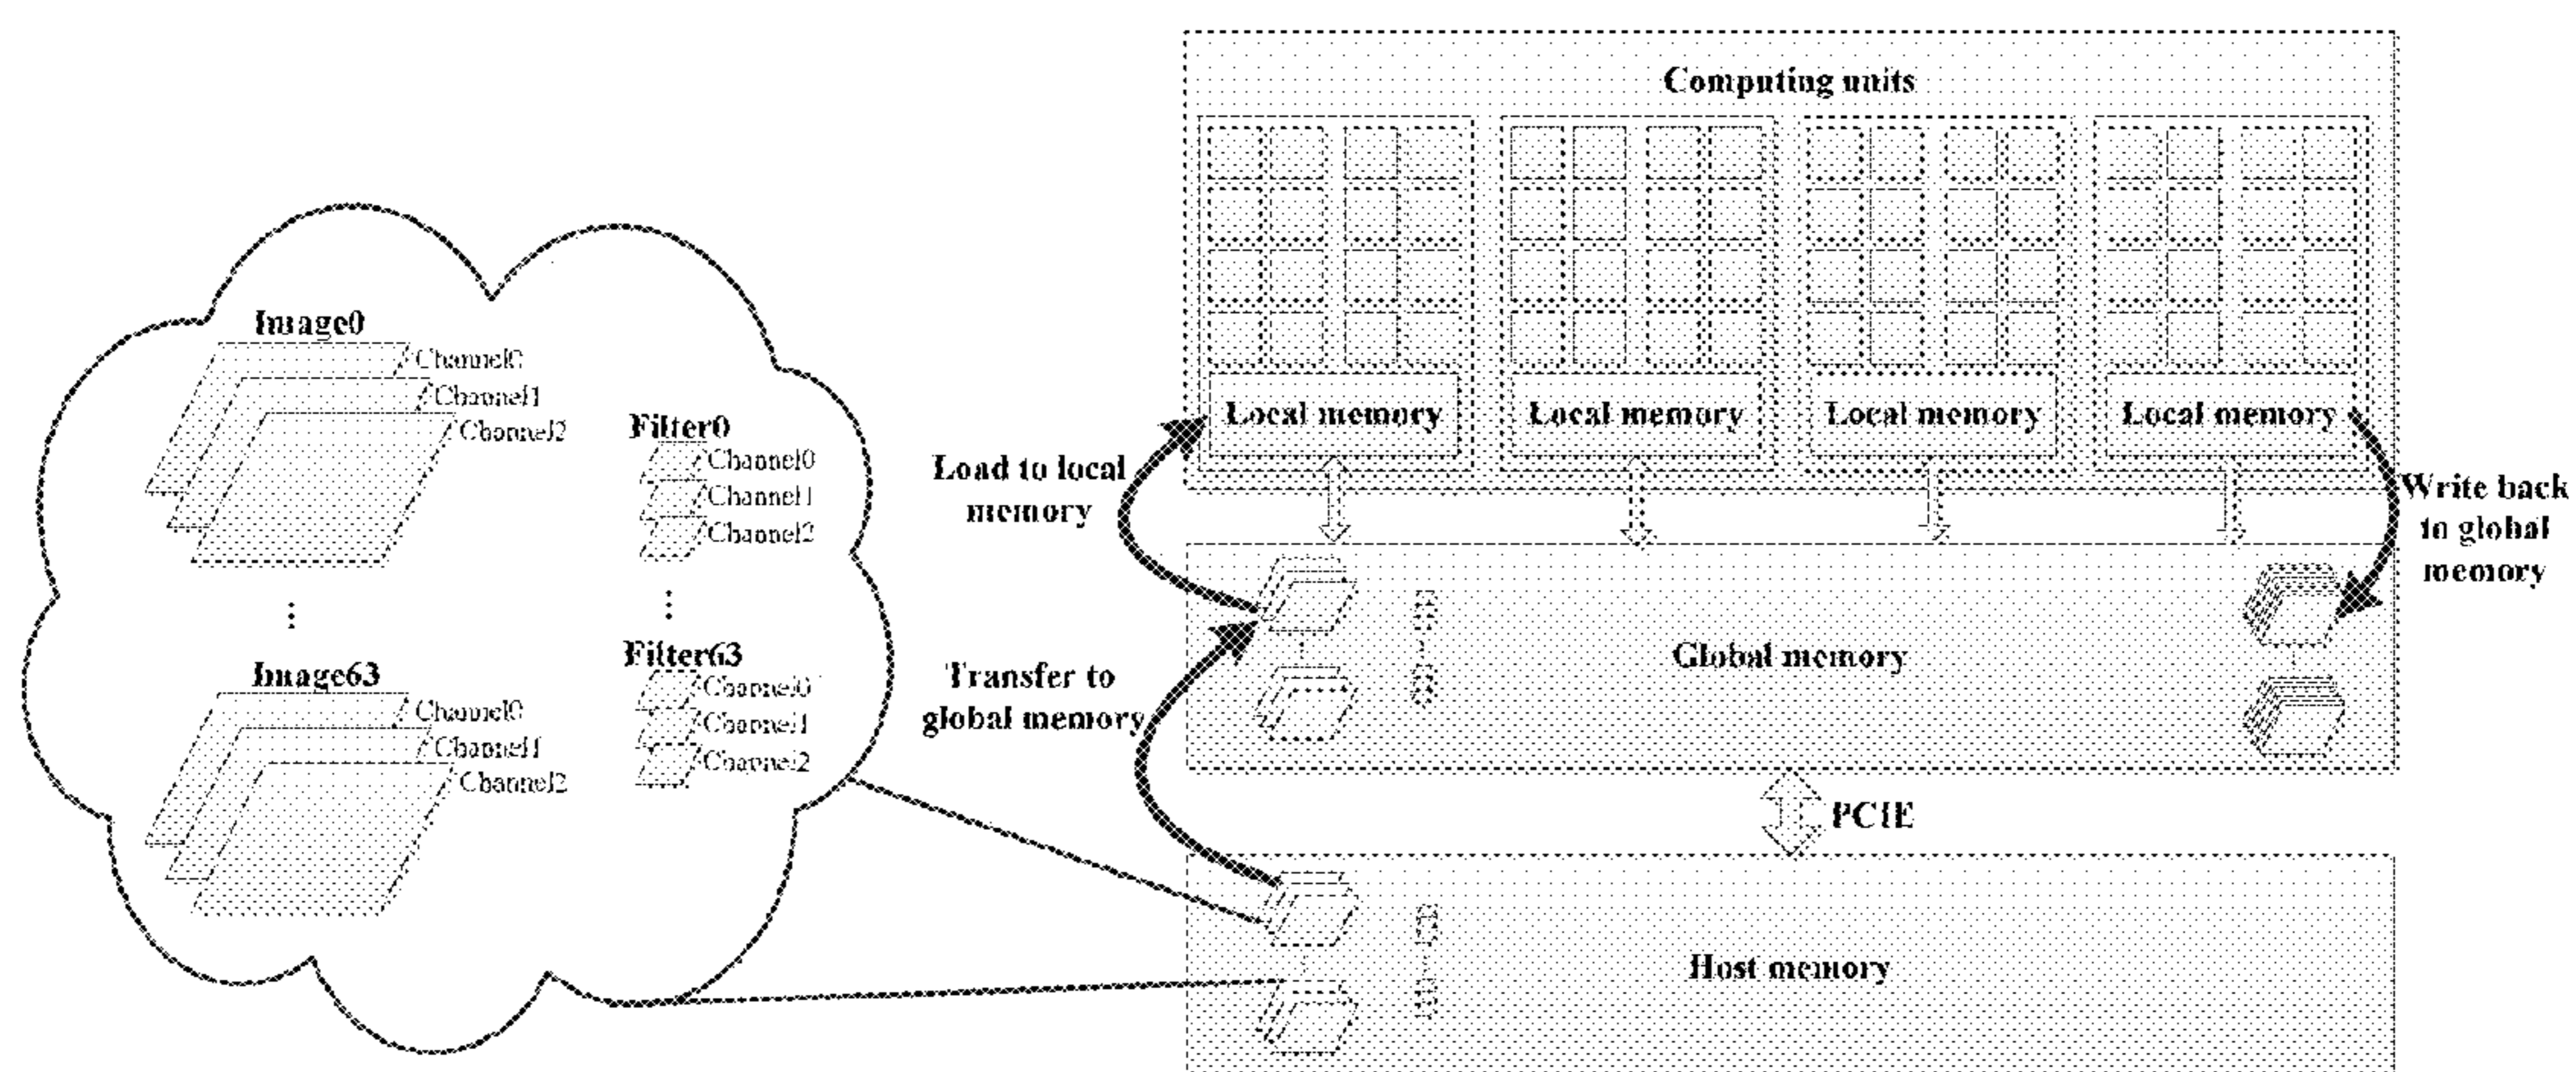 Computing units
Local memory
Local memory
Local memory
Local memory
Load to local
memory
Write back
to global
memory
Global memory
Transfer to
global memory
PCIE
Host memory
Image0
Channel0
Channel1
Channel2
Filter0
Channel0
Channel1
Channel2
Image63
Channel0
Channel1
Channel2
Filter63
Channel0
Channel1
Channel2